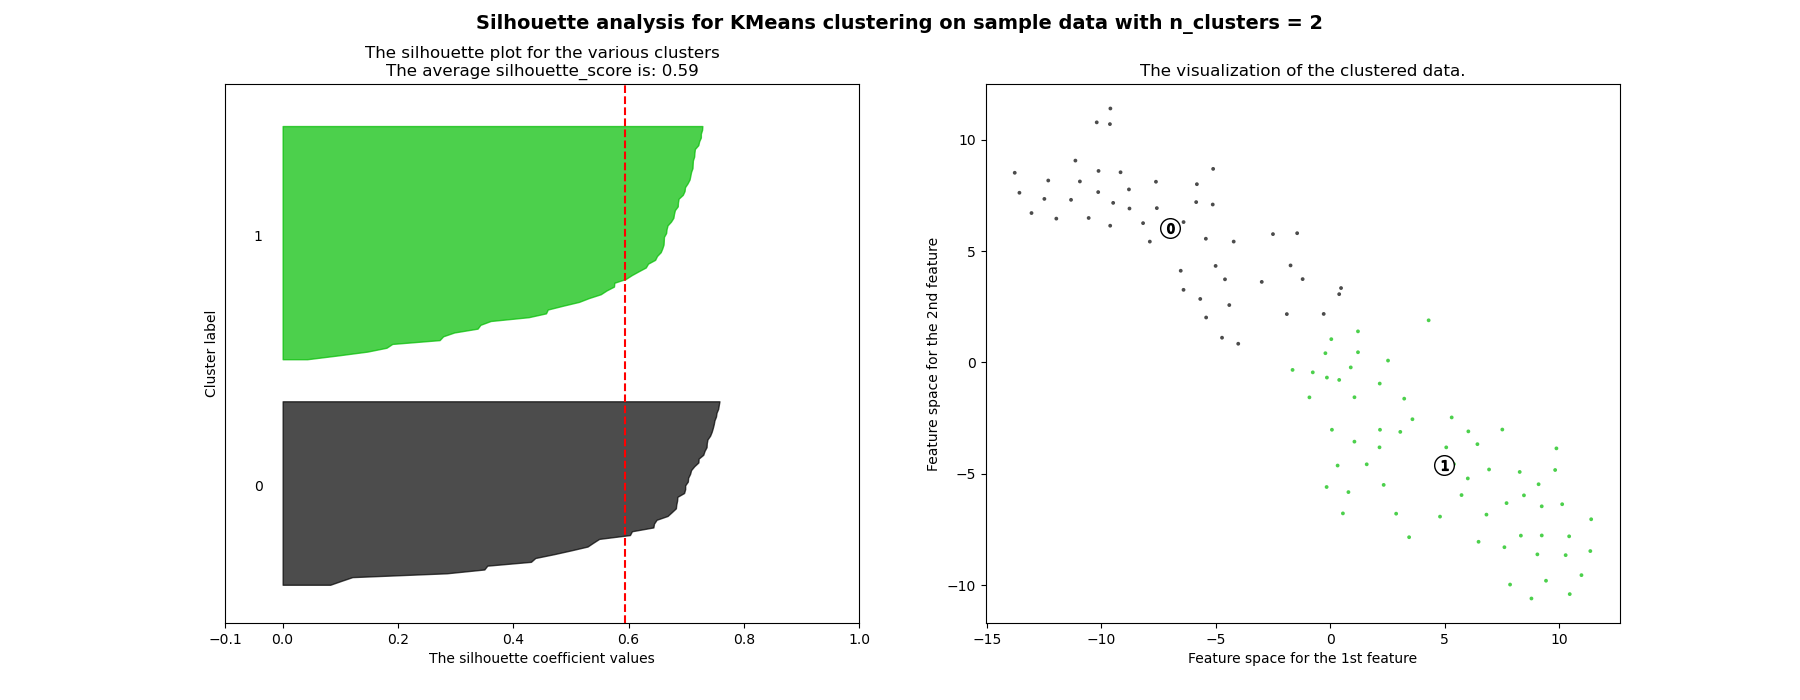 Silhouette analysis for KMeans clustering on sample data with n_clusters = 2
The silhouette plot for the various clusters
The average silhouette_score is: 0.59
1
0
Cluster label
−0.1 0.0 0.2 0.4 0.6 0.8 1.0
The silhouette coefficient values
The visualization of the clustered data.
10
5
0
−5
−10
Feature space for the 2nd feature
0
1
−15 −10 −5 0 5 10
Feature space for the 1st feature